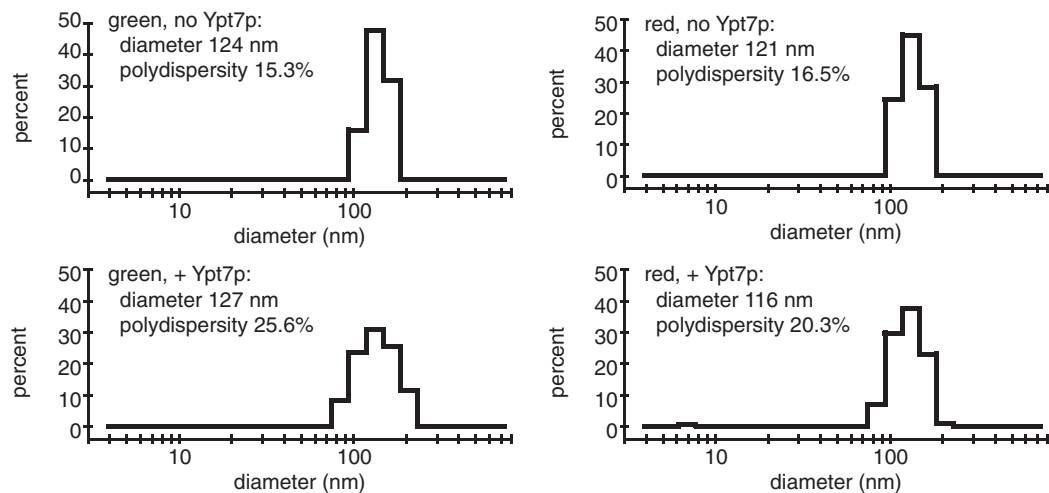 green, no Ypt7p:
diameter 124 nm
polydispersity 15.3%
percent
50
40
30
20
10
0
10
100
diameter (nm)
red, no Ypt7p:
diameter 121 nm
polydispersity 16.5%
percent
50
40
30
20
10
0
10
100
diameter (nm)
green, + Ypt7p:
diameter 127 nm
polydispersity 25.6%
percent
50
40
30
20
10
0
10
100
diameter (nm)
red, + Ypt7p:
diameter 116 nm
polydispersity 20.3%
percent
50
40
30
20
10
0
10
100
diameter (nm)